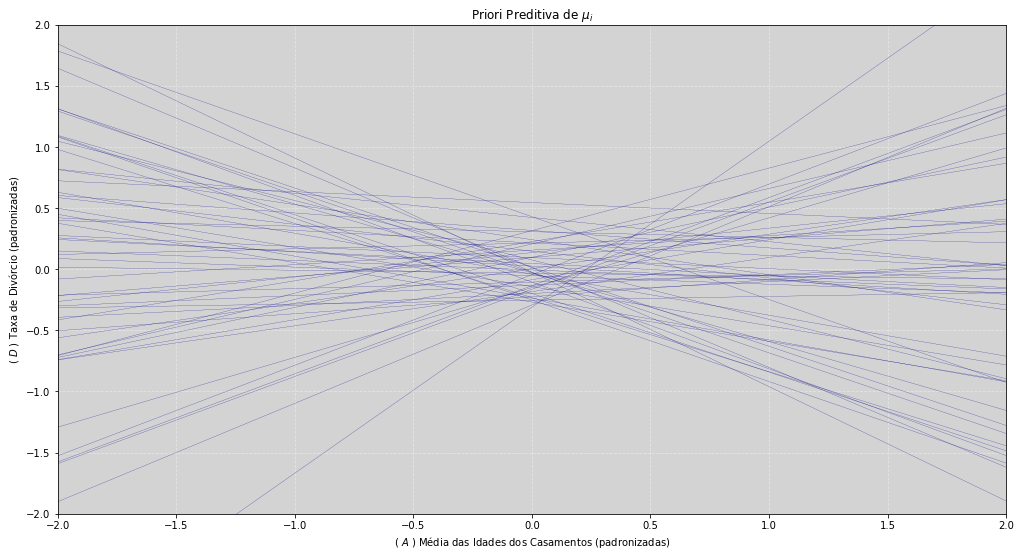 Priori Preditiva de μᵢ
2.0
1.5
1.0
0.5
0.0
−0.5
−1.0
−1.5
−2.0
( D ) Taxa de Divórcio (padronizadas)
−2.0 −1.5 −1.0 −0.5 0.0 0.5 1.0 1.5 2.0
( A ) Média das Idades dos Casamentos (padronizadas)